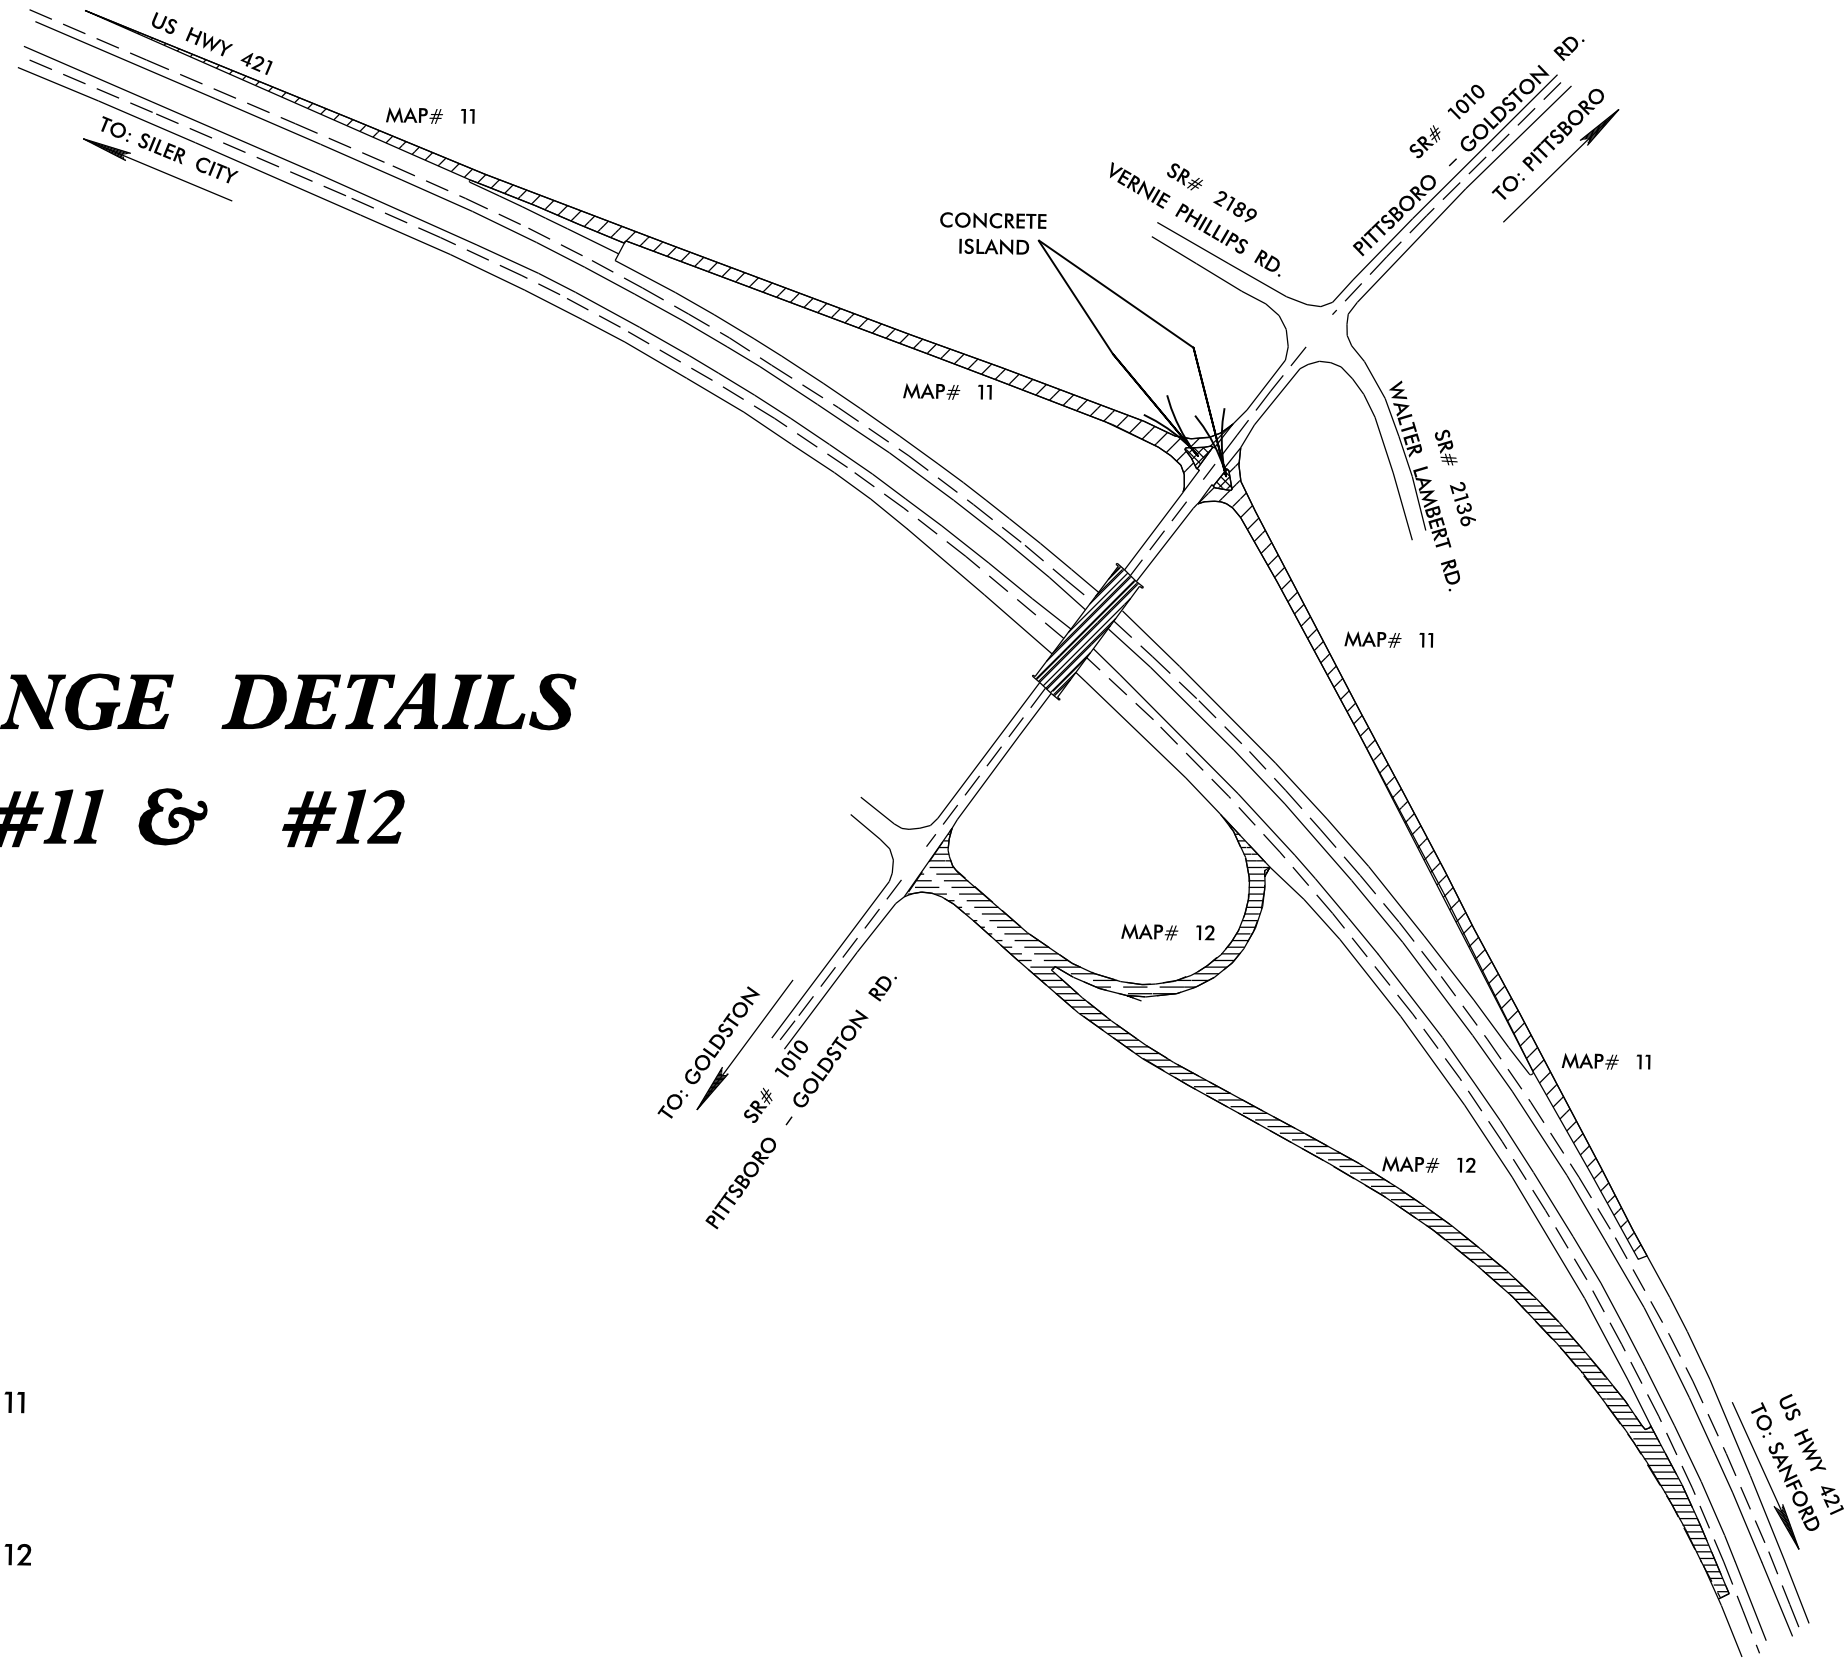 US HWY 421
MAP# 11
TO: SILER CITY
SR# 1010
PITTSBORO - GOLDSTON RD.
TO: PITTSBORO
SR# 2189
VERNIE PHILLIPS RD.
CONCRETE
ISLAND
MAP# 11
SR# 2136
WALTER LAMBERT RD.
MAP# 11
NGE DETAILS
#11 & #12
MAP# 12
TO: GOLDSTON
SR# 1010
PITTSBORO - GOLDSTON RD.
MAP# 11
MAP# 12
11
US HWY 421
TO: SANFORD
12